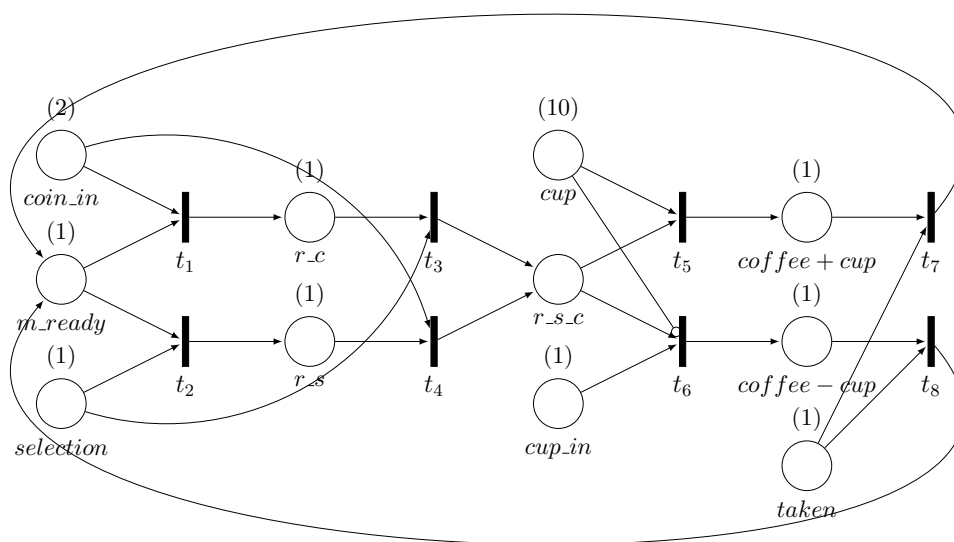 (2)
(10)
coin_in
cup
(1)
(1)
(1)
t₁
r_c
t₃
t₅
coffee + cup
t₇
m_ready
(1)
(1)
r_s_c
(1)
(1)
t₂
r_s
t₄
t₆
coffee − cup
t₈
selection
cup_in
(1)
taken